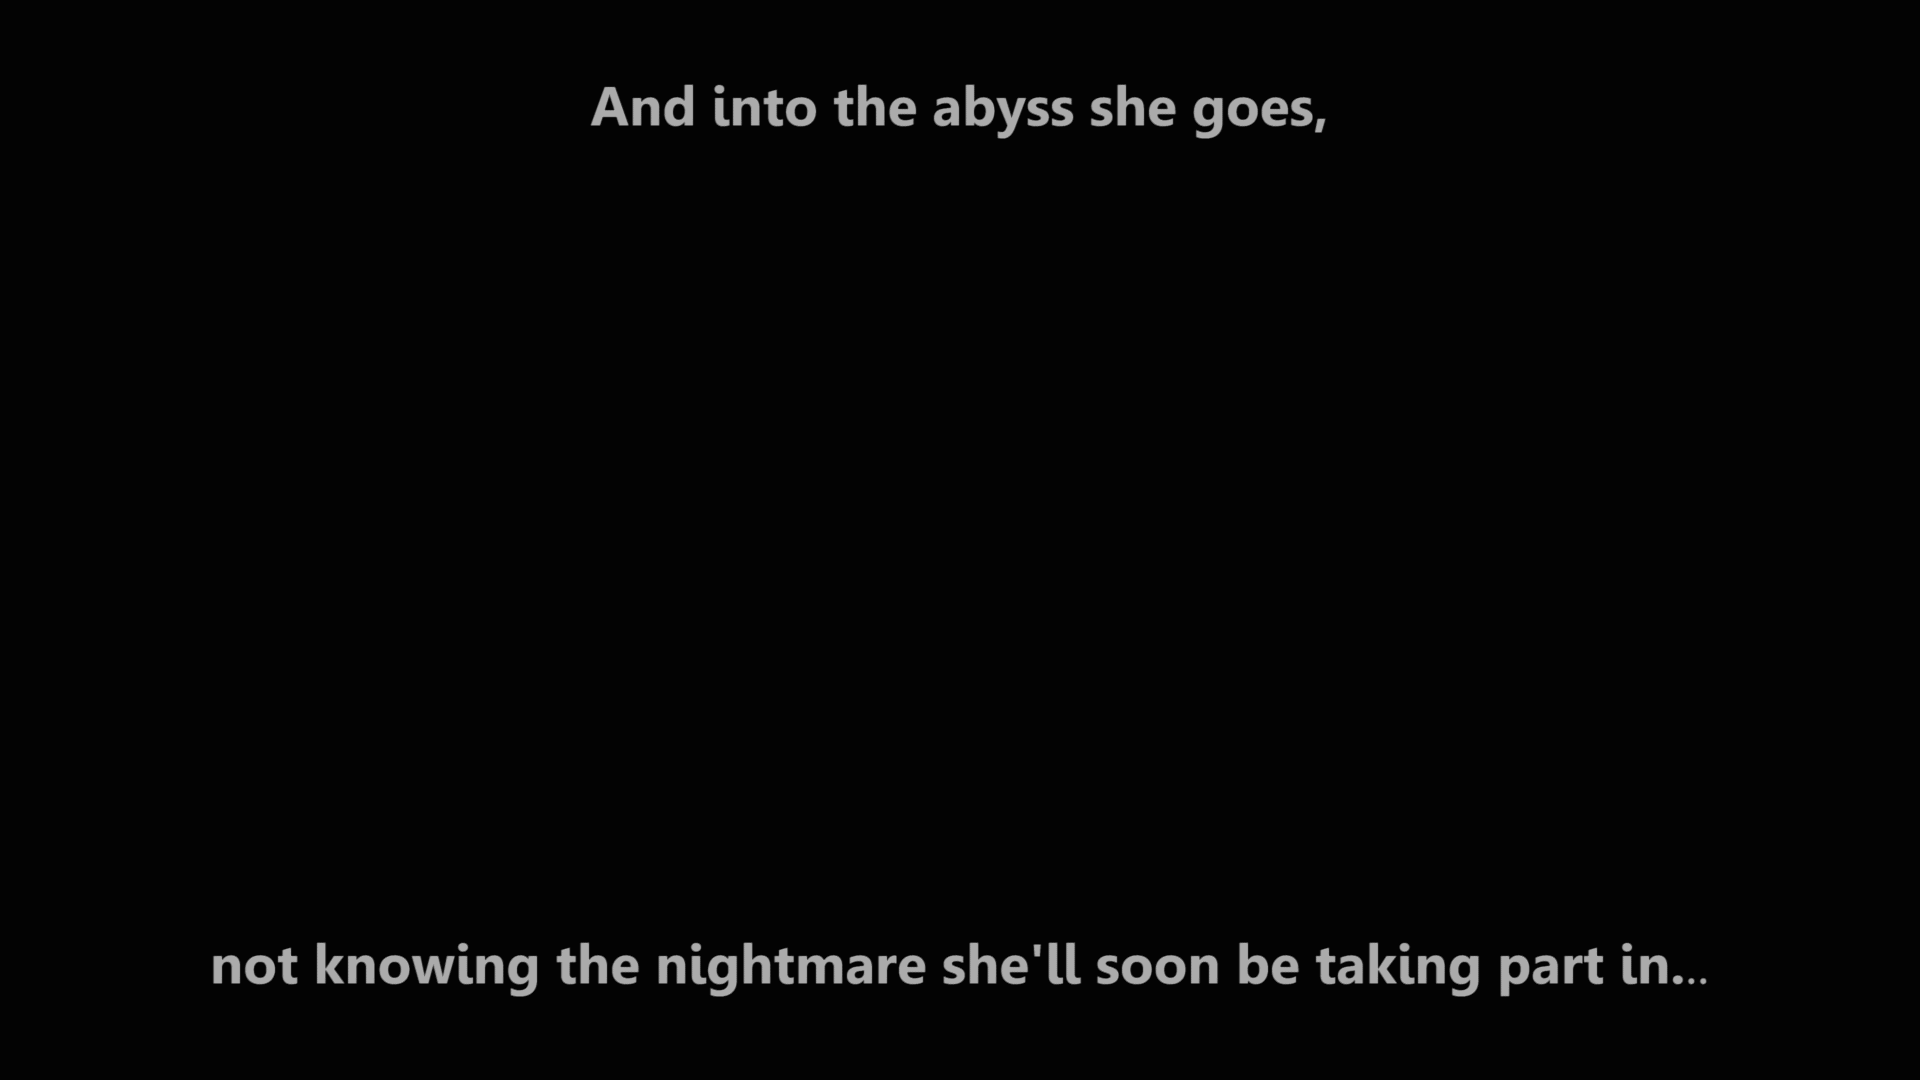 And into the abyss she goes,
not knowing the nightmare she'll soon be taking part in...